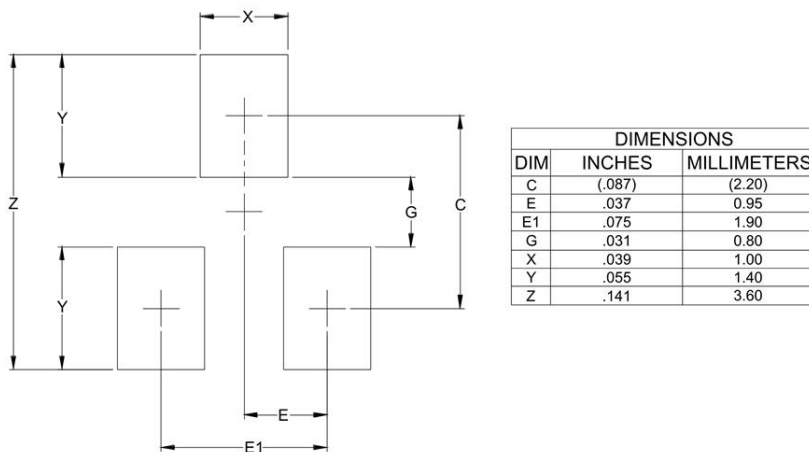 X
Y
Z
G
C
Y
E
E1
DIMENSIONS
DIM INCHES MILLIMETERS
C (.087) (2.20)
E .037 0.95
E1 .075 1.90
G .031 0.80
X .039 1.00
Y .055 1.40
Z .141 3.60